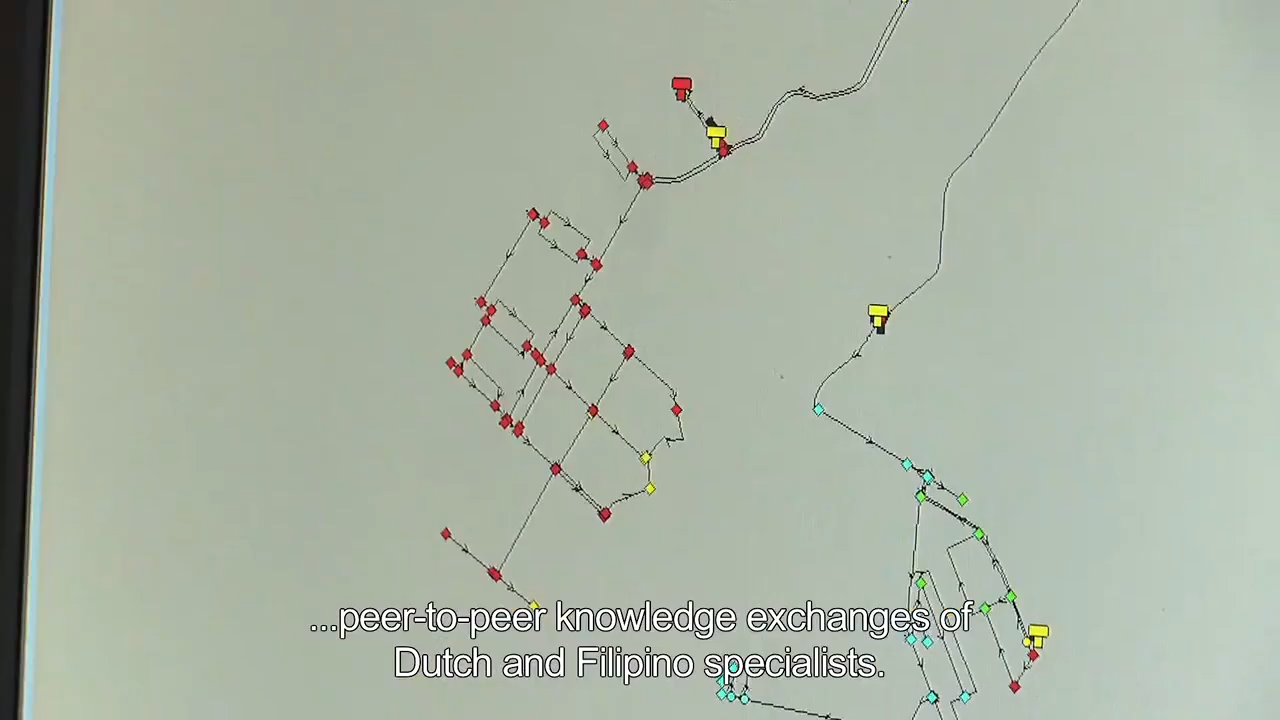 ...peer-to-peer knowledge exchanges of
Dutch and Filipino specialists.